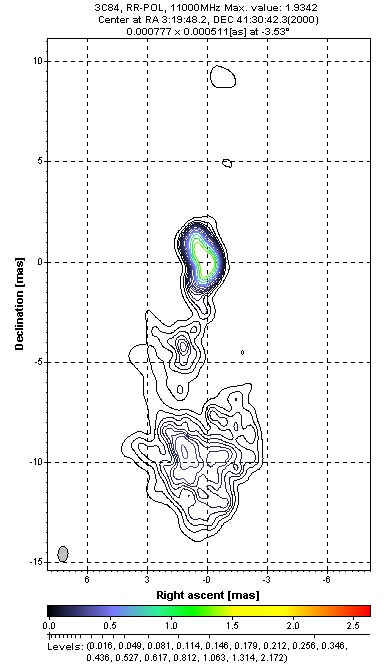 3C84, RR-POL, 11000MHz Max. value: 1.9342
Center at RA 3:19:48.2, DEC 41:30:42.3(2000)
0.000777 x 0.000511[as] at -3.53°
10
5
0
-5
-10
-15
Declination [mas]
6 3 -0 -3 -6
Right ascent [mas]
0.0 0.5 1.0 1.5 2.0 2.5
Levels: (0.016, 0.049, 0.081, 0.114, 0.146, 0.179, 0.212, 0.256, 0.346,
0.436, 0.527, 0.617, 0.812, 1.063, 1.314, 2.172)